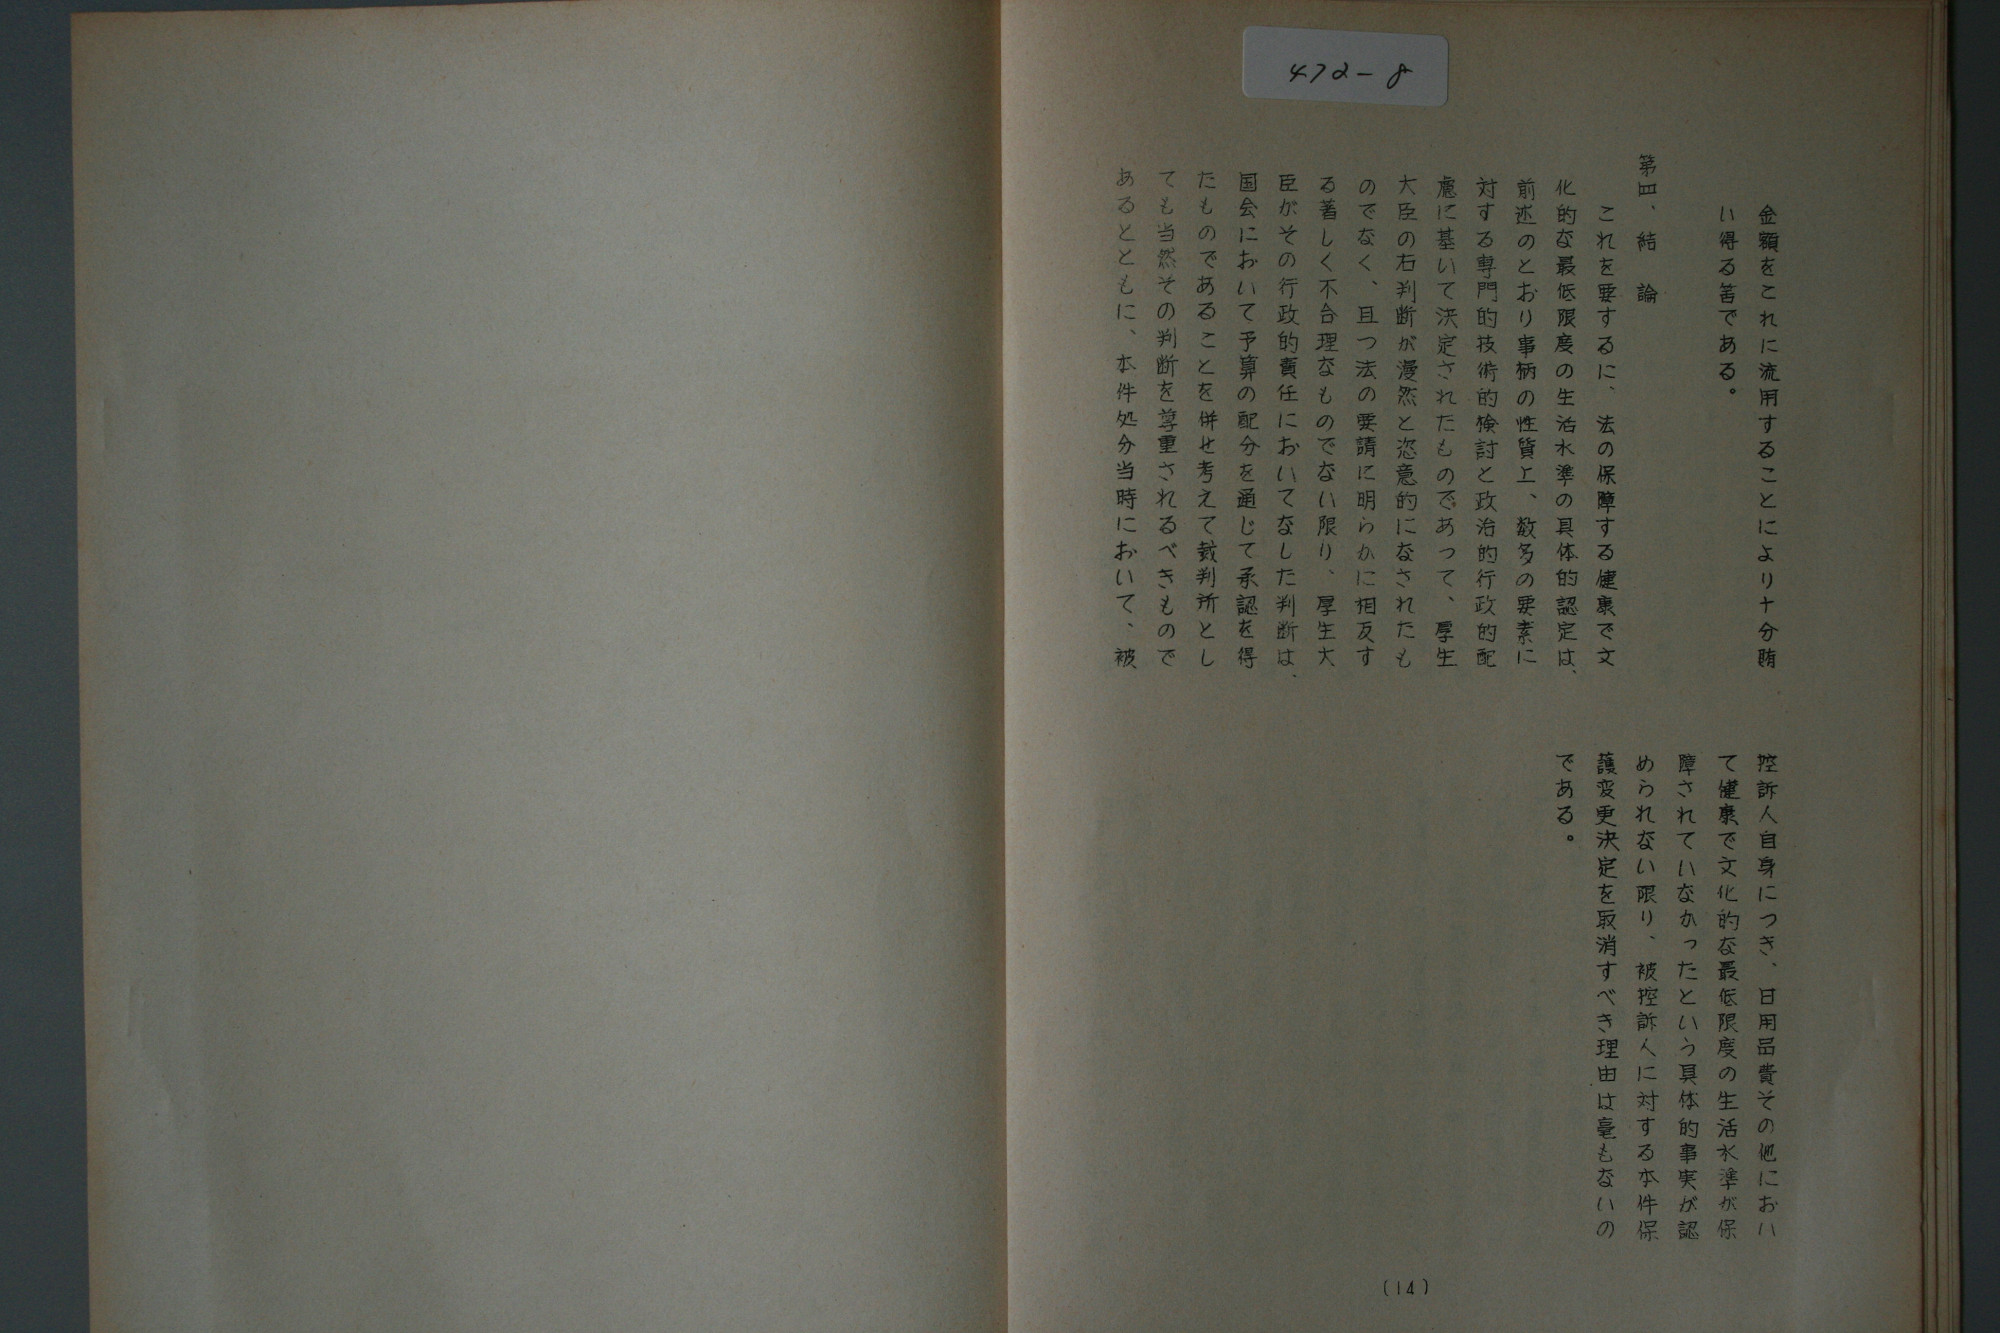 472-8
金額をこれに流用することにより十分賄
い得る筈である。
第四、結　論
これを要するに、法の保障する健康で文
化的な最低限度の生活水準の具体的認定は、
前述のとおり事柄の性質上、数多の要素に
対する専門的技術的検討と政治的行政的配
慮に基いて決定されたものであって、厚生
大臣の右判断が漫然と恣意的になされたも
のでなく、且つ法の要請に明らかに相反す
る著しく不合理なものでない限り、厚生大
臣がその行政的責任においてなした判断は、
国会において予算の配分を通じて承認を得
たものであることを併せ考えて裁判所とし
ても当然その判断を尊重されるべきもので
あるとともに、本件処分当時において、被
控訴人自身につき、日用品費その他におい
て健康で文化的な最低限度の生活水準が保
障されていなかったという具体的事実が認
められない限り、被控訴人に対する本件保
護変更決定を取消すべき理由は毫もないの
である。
(14)